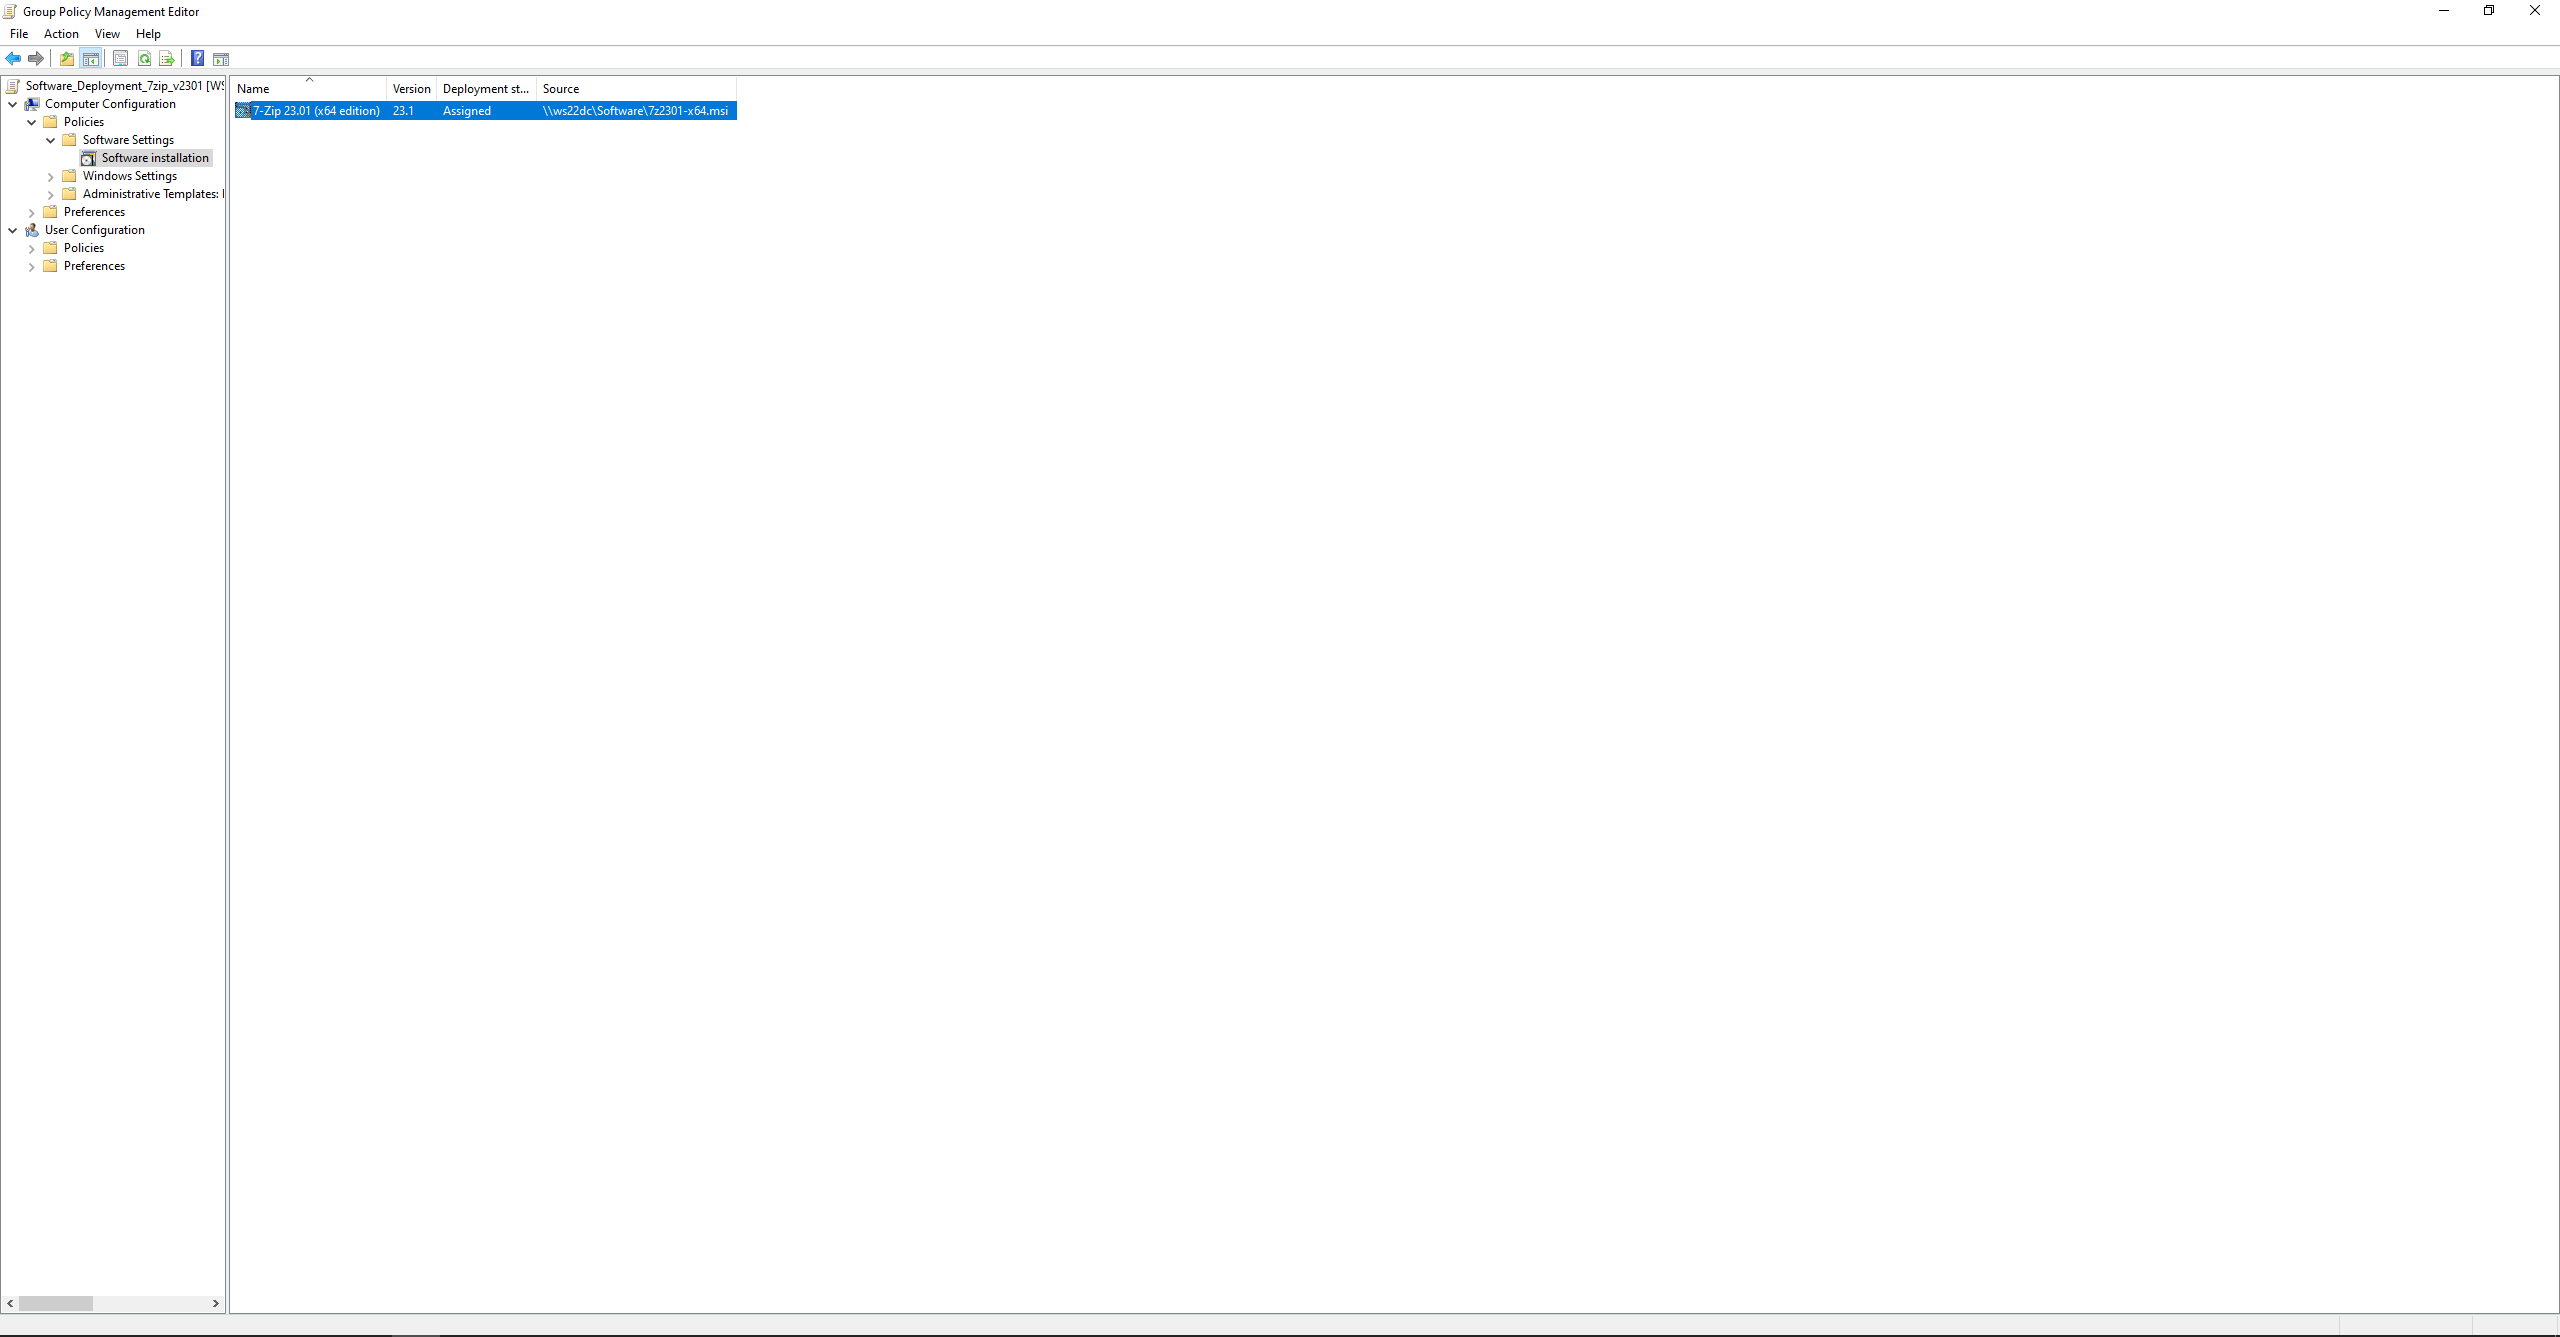 Group Policy Management Editor
File Action View Help
Software_Deployment_7zip_v2301 [WS
Computer Configuration
Policies
Software Settings
Software installation
Windows Settings
Administrative Templates:
Preferences
User Configuration
Policies
Preferences
Name Version Deployment st... Source
7-Zip 23.01 (x64 edition) 23.1 Assigned \\ws22dc\Software\7z2301-x64.msi